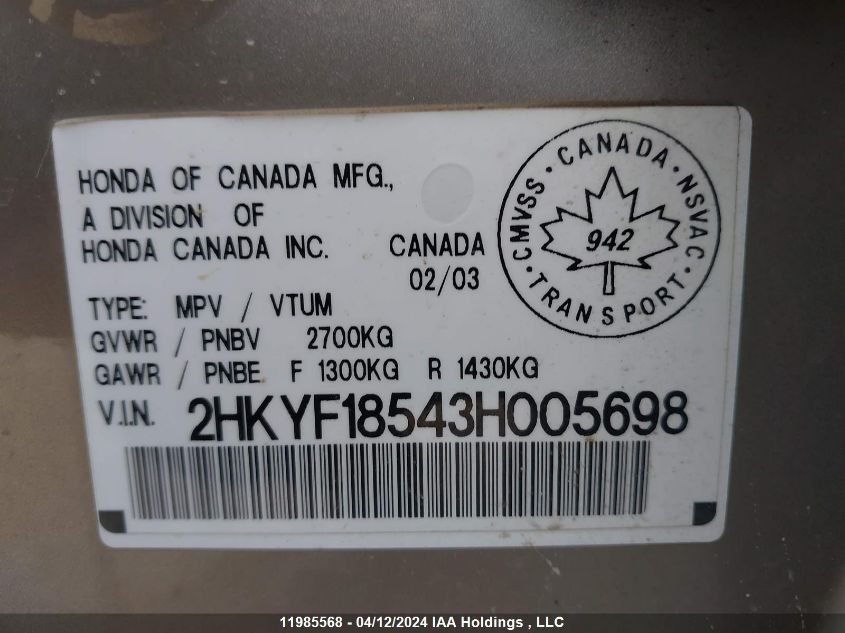 HONDA OF CANADA MFG.,
A DIVISION OF
HONDA CANADA INC. CANADA
02/03
CMVSS · CANADA · NSVAC
942
· TRANSPORT ·
TYPE: MPV / VTUM
GVWR / PNBV 2700KG
GAWR / PNBE F 1300KG R 1430KG
V.I.N. 2HKYF18543H005698
11985568 - 04/12/2024 IAA Holdings , LLC